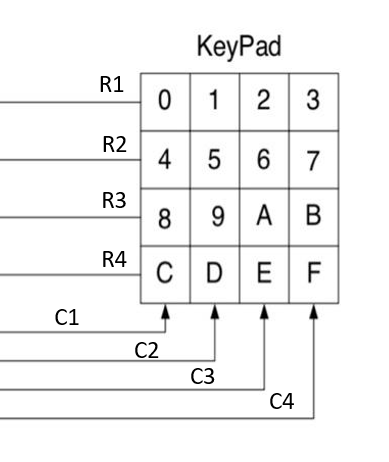 KeyPad
R1 0 1 2 3
R2 4 5 6 7
R3 8 9 A B
R4 C D E F
C1
C2
C3
C4